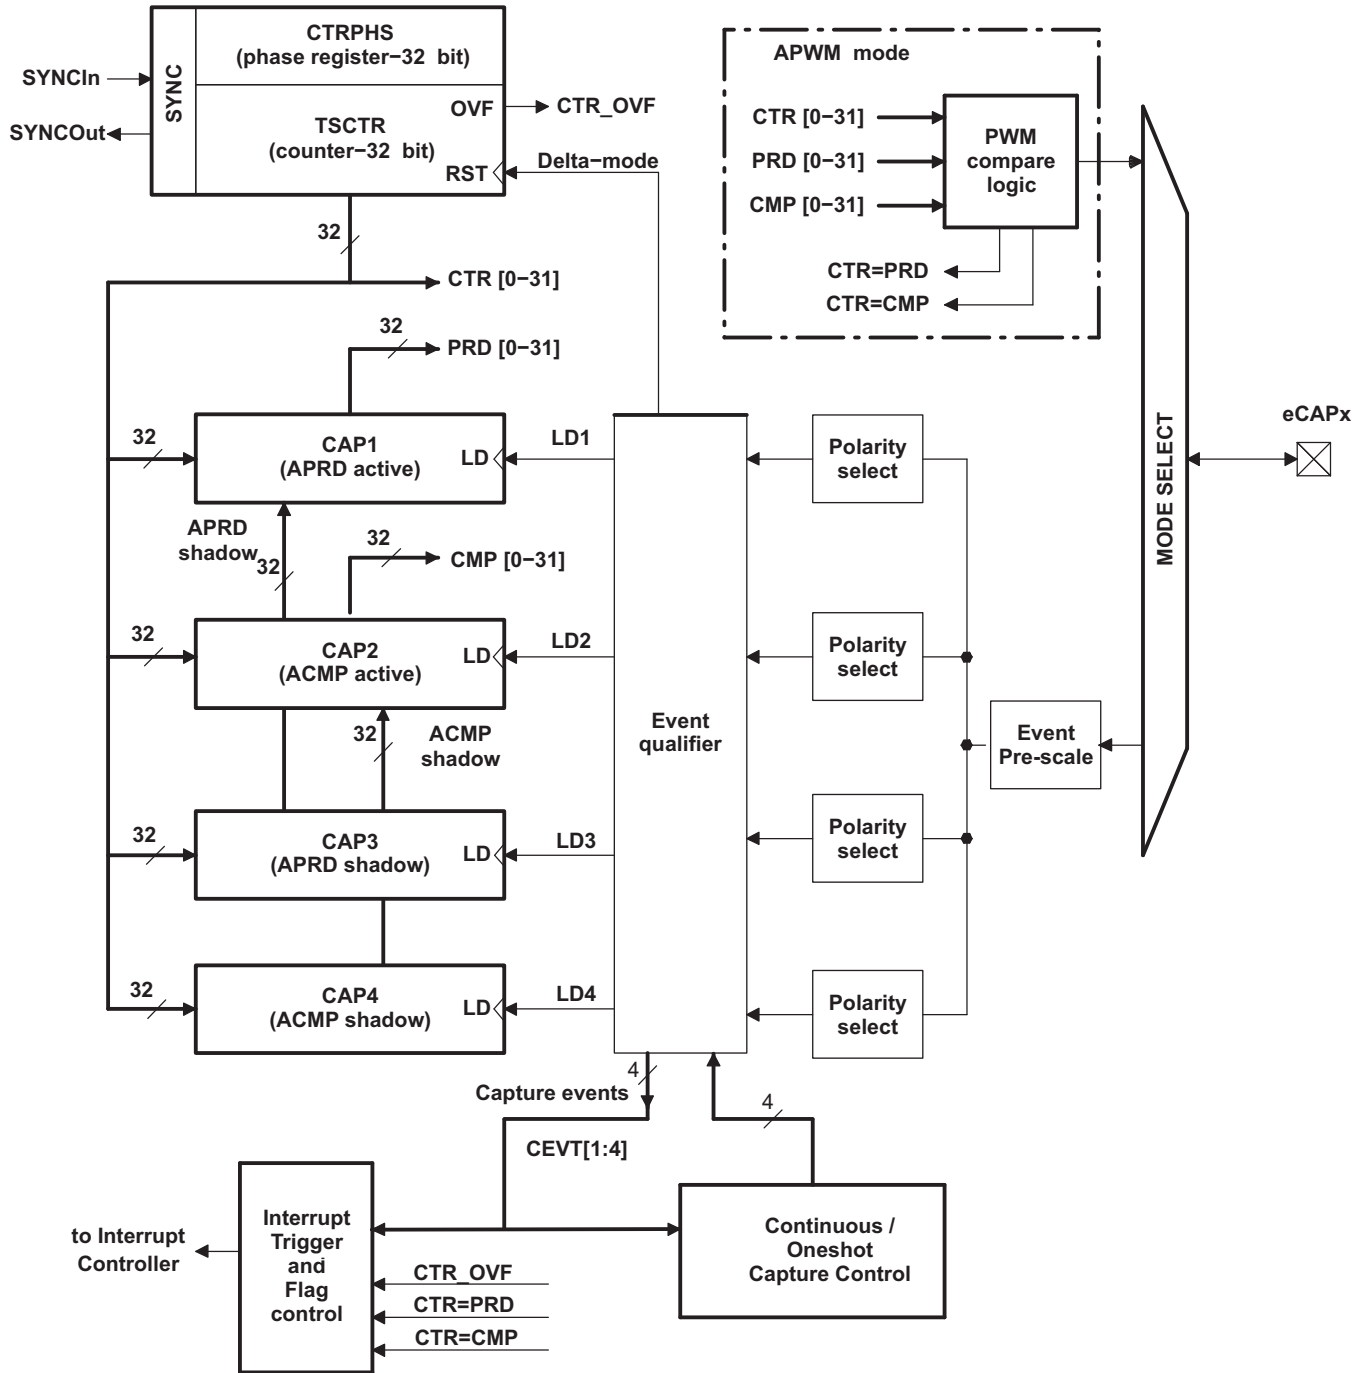 CTRPHS
(phase register−32 bit)
APWM mode
SYNCIn
SYNC
OVF
CTR_OVF
SYNCOut
TSCTR
(counter−32 bit)
RST
Delta−mode
CTR [0−31]
PRD [0−31]
CMP [0−31]
PWM
compare
logic
CTR=PRD
CTR=CMP
32
CTR [0−31]
32
PRD [0−31]
32
CAP1
(APRD active)
LD
LD1
Polarity
select
MODE SELECT
eCAPx
APRD
shadow
32
32
CMP [0−31]
32
CAP2
(ACMP active)
LD
LD2
Polarity
select
32
ACMP
shadow
Event
qualifier
Event
Pre-scale
32
CAP3
(APRD shadow)
LD
LD3
Polarity
select
32
CAP4
(ACMP shadow)
LD
LD4
Polarity
select
4
Capture events
CEVT[1:4]
4
to Interrupt
Controller
Interrupt
Trigger
and
Flag
control
Continuous /
Oneshot
Capture Control
CTR_OVF
CTR=PRD
CTR=CMP